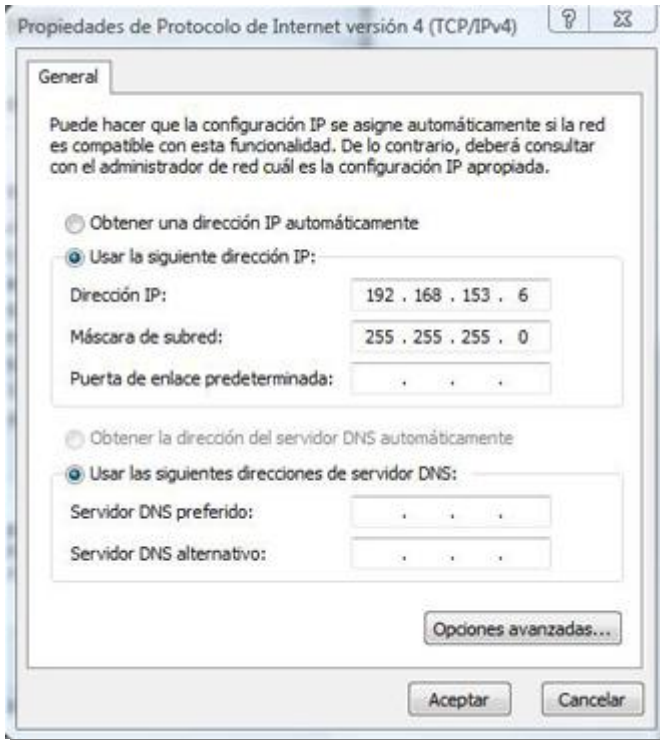 Propiedades de Protocolo de Internet versión 4 (TCP/IPv4)
General
Puede hacer que la configuración IP se asigne automáticamente si la red
es compatible con esta funcionalidad. De lo contrario, deberá consultar
con el administrador de red cuál es la configuración IP apropiada.
Obtener una dirección IP automáticamente
Usar la siguiente dirección IP:
Dirección IP: 192 . 168 . 153 . 6
Máscara de subred: 255 . 255 . 255 . 0
Puerta de enlace predeterminada: . . .
Obtener la dirección del servidor DNS automáticamente
Usar las siguientes direcciones de servidor DNS:
Servidor DNS preferido: . . .
Servidor DNS alternativo: . . .
Opciones avanzadas...
Aceptar Cancelar